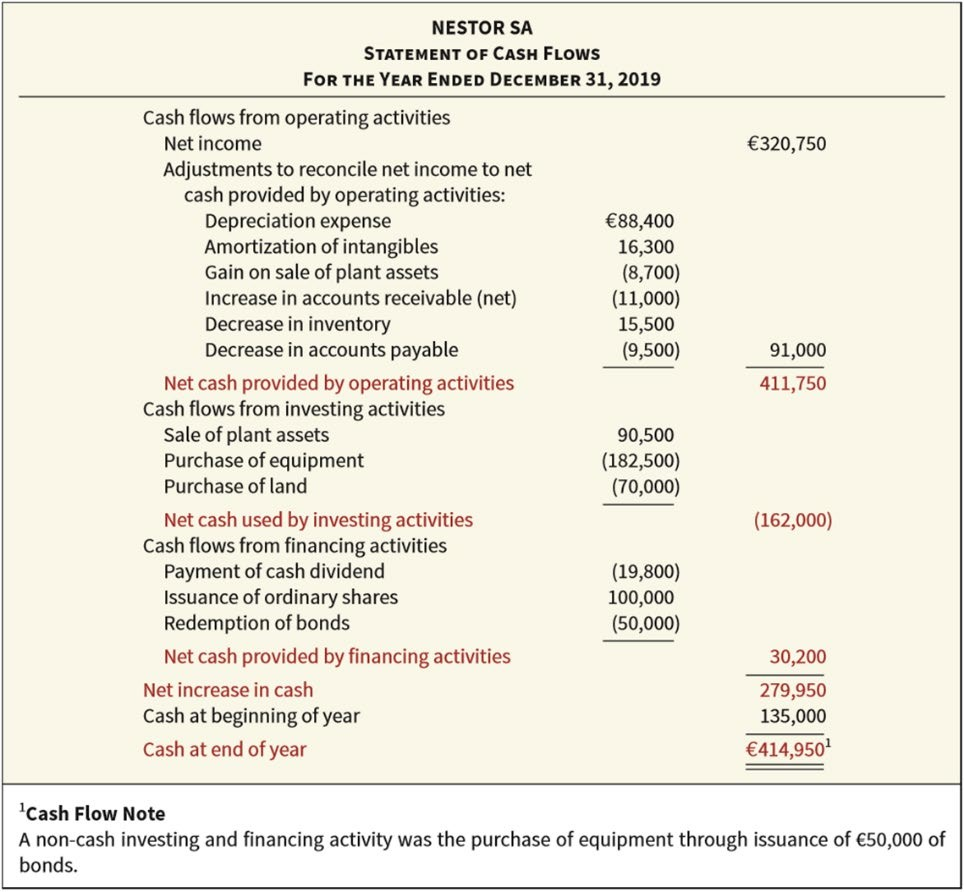 NESTOR SA
STATEMENT OF CASH FLOWS
FOR THE YEAR ENDED DECEMBER 31, 2019
Cash flows from operating activities
Net income €320,750
Adjustments to reconcile net income to net
cash provided by operating activities:
Depreciation expense €88,400
Amortization of intangibles 16,300
Gain on sale of plant assets (8,700)
Increase in accounts receivable (net) (11,000)
Decrease in inventory 15,500
Decrease in accounts payable (9,500) 91,000
Net cash provided by operating activities 411,750
Cash flows from investing activities
Sale of plant assets 90,500
Purchase of equipment (182,500)
Purchase of land (70,000)
Net cash used by investing activities (162,000)
Cash flows from financing activities
Payment of cash dividend (19,800)
Issuance of ordinary shares 100,000
Redemption of bonds (50,000)
Net cash provided by financing activities 30,200
Net increase in cash 279,950
Cash at beginning of year 135,000
Cash at end of year €414,950¹
¹Cash Flow Note
A non-cash investing and financing activity was the purchase of equipment through issuance of €50,000 of
bonds.